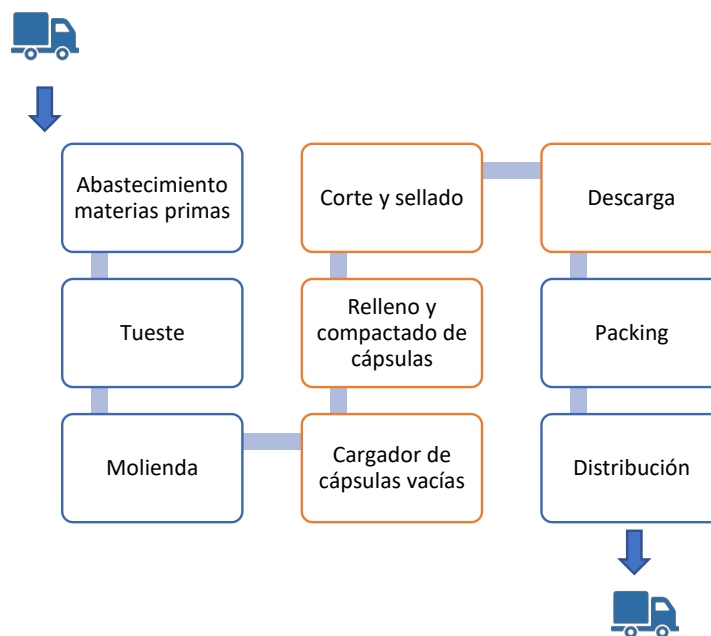 Abastecimiento
materias primas
Tueste
Molienda
Cargador de
cápsulas vacías
Relleno y
compactado de
cápsulas
Corte y sellado
Descarga
Packing
Distribución